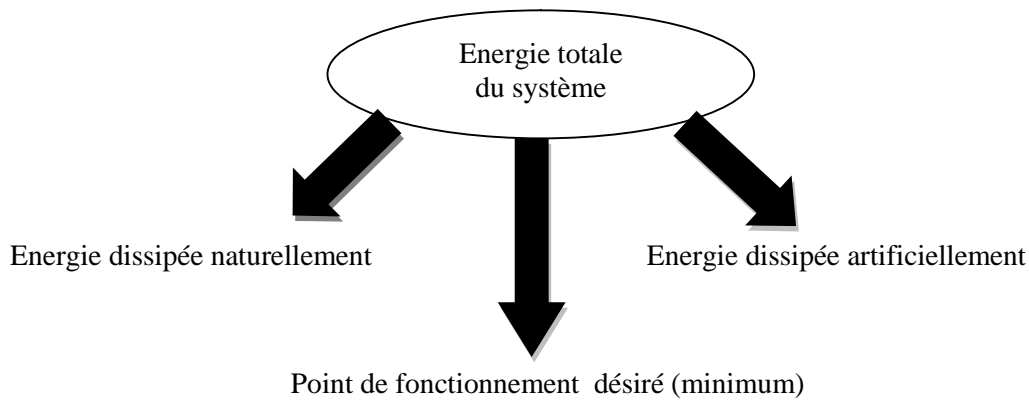 Energie totale
du système
Energie dissipée naturellement
Energie dissipée artificiellement
Point de fonctionnement désiré (minimum)